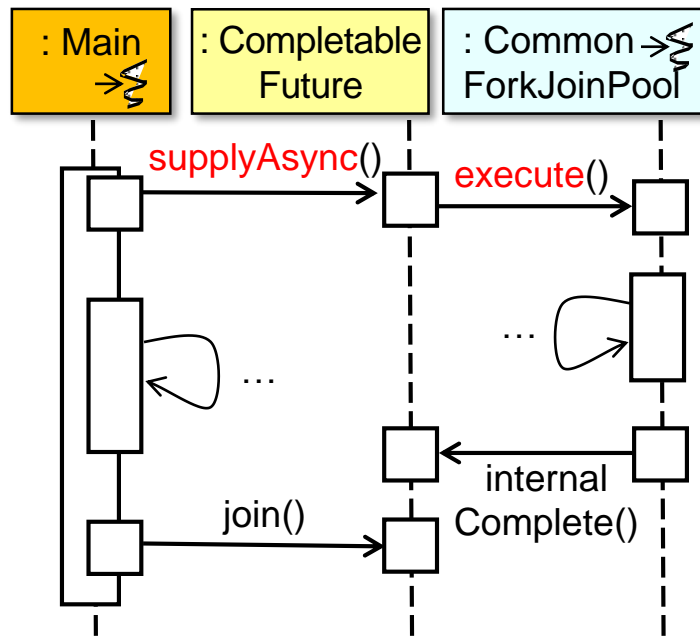 : Main
: Completable
Future
: Common
ForkJoinPool
supplyAsync()
execute()
…
…
internal
Complete()
join()